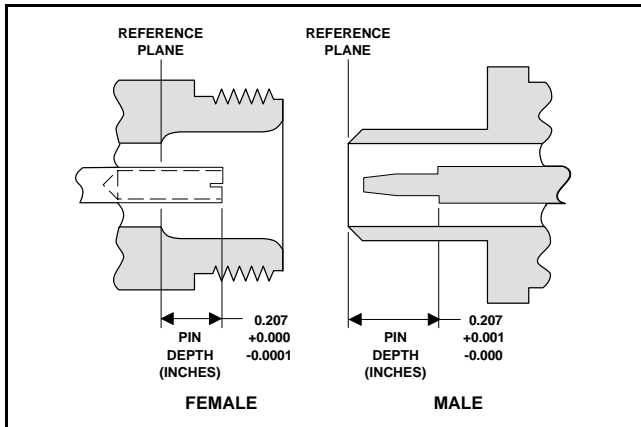 REFERENCE
PLANE
REFERENCE
PLANE
PIN
DEPTH
(INCHES)
0.207
+0.000
-0.0001
PIN
DEPTH
(INCHES)
0.207
+0.001
-0.000
FEMALE
MALE